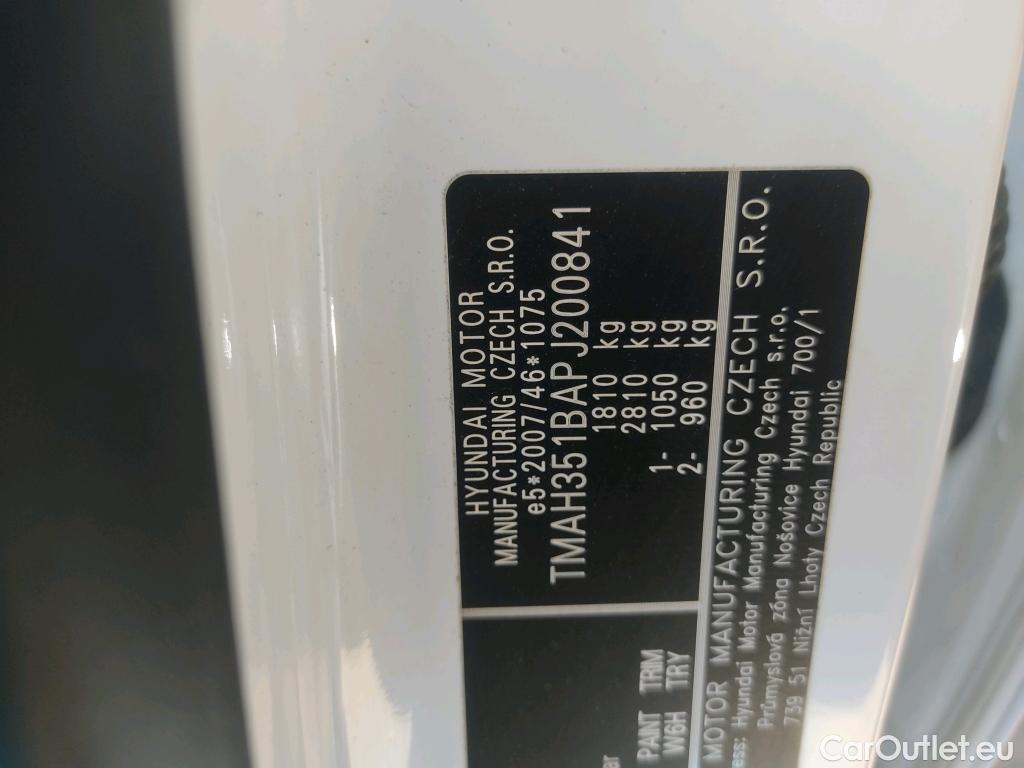 HYUNDAI MOTOR
MANUFACTURING CZECH S.R.O.
e5*2007/46*1075
TMAH351BAPJ200841
1810 kg
2810 kg
1- 1050 kg
2- 960 kg
PAINT TRIM
W6H TRY
MOTOR MANUFACTURING CZECH S.R.O.
ess: Hyundai Motor Manufacturing Czech s.r.o.
Průmyslová zóna Nošovice Hyundai 700/1
739 51 Nižní Lhoty Czech Republic
CarOutlet.eu